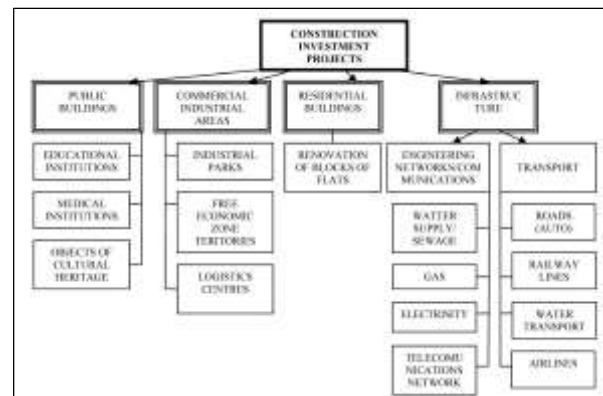 CONSTRUCTION
INVESTMENT
PROJECTS
PUBLIC
BUILDINGS
COMMERCIAL
INDUSTRIAL
AREAS
RESIDENTIAL
BUILDINGS
INFRASTRUC
TURE
EDUCATIONAL
INSTITUTIONS
MEDICAL
INSTITUTIONS
OBJECTS OF
CULTURAL
HERITAGE
INDUSTRIAL
PARKS
FREE
ECONOMIC
ZONE
TERITORIES
LOGISTICS
CENTRES
RENOVATION
OF BLOCKS OF
FLATS
ENGINEERING
NETWORKS/COM
MUNICATIONS
WATTER
SUPPLY/
SEWAGE
GAS
ELECTRINITY
TELECOMU
NICATIONS
NETWORK
TRANSPORT
ROADS
(AUTO)
RAILWAY
LINES
WATER
TRANSPORT
AIRLINES